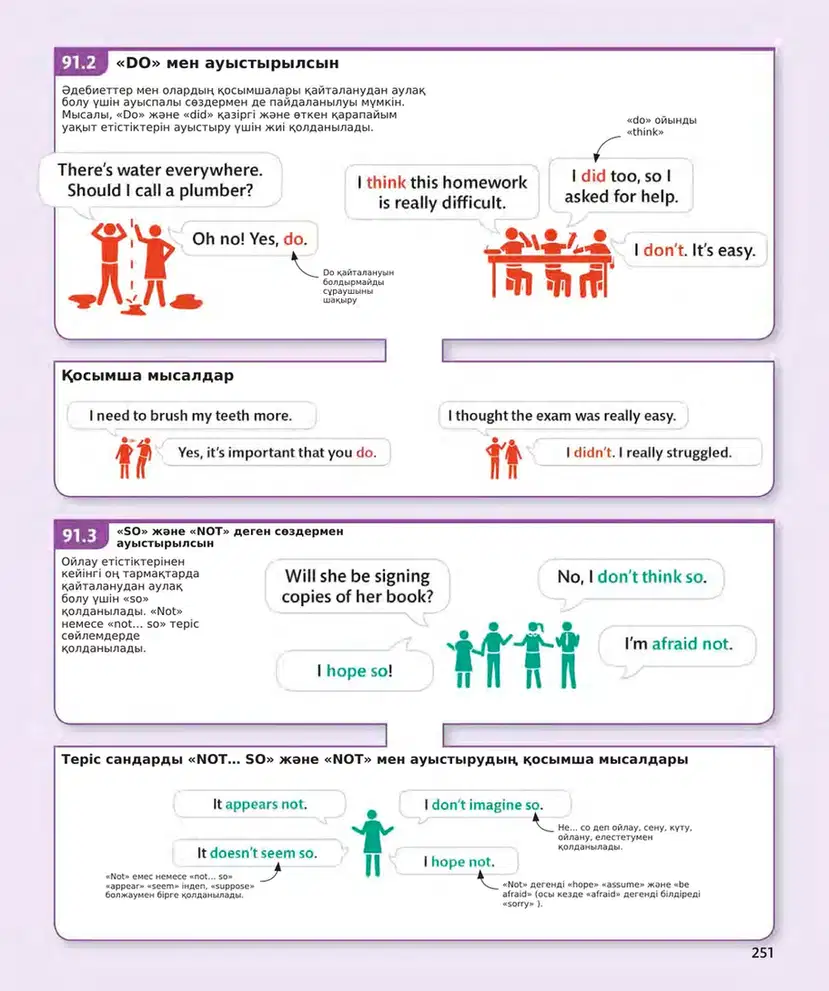 91.2 «DO» мен ауыстырылсын
Әдебиеттер мен олардың қосымшалары қайталанудан аулақ
болу үшін ауыспалы сөздермен де пайдаланылуы мүмкін.
Мысалы, «Do» және «did» қазіргі және өткен қарапайым
уақыт етістіктерін ауыстыру үшін жиі қолданылады.
There's water everywhere.
Should I call a plumber?
Oh no! Yes, do.
Do қайталануын
болдырмайды
сұраушыны
шақыру
«do» ойынды
«think»
I think this homework
is really difficult.
I did too, so I
asked for help.
I don't. It's easy.
Қосымша мысалдар
I need to brush my teeth more.
Yes, it's important that you do.
I thought the exam was really easy.
I didn't. I really struggled.
91.3 «SO» және «NOT» деген сөздермен
ауыстырылсын
Ойлау етістіктерінен
кейінгі оң тармақтарда
қайталанудан аулақ
болу үшін «so»
қолданылады. «Not»
немесе «not... so» теріс
сөйлемдерде
қолданылады.
Will she be signing
copies of her book?
No, I don't think so.
I hope so!
I'm afraid not.
Теріс сандарды «NOT... SO» және «NOT» мен ауыстырудың қосымша мысалдары
It appears not.
I don't imagine so.
Не... со деп ойлау, сену, күту,
ойлану, елестетумен
қолданылады.
It doesn't seem so.
I hope not.
«Not» емес немесе «not... so»
«appear» «seem» індеп, «suppose»
болжаумен бірге қолданылады.
«Not» дегенді «hope» «assume» және «be
afraid» (осы кезде «afraid» дегенді білдіреді
«sorry» ).
251